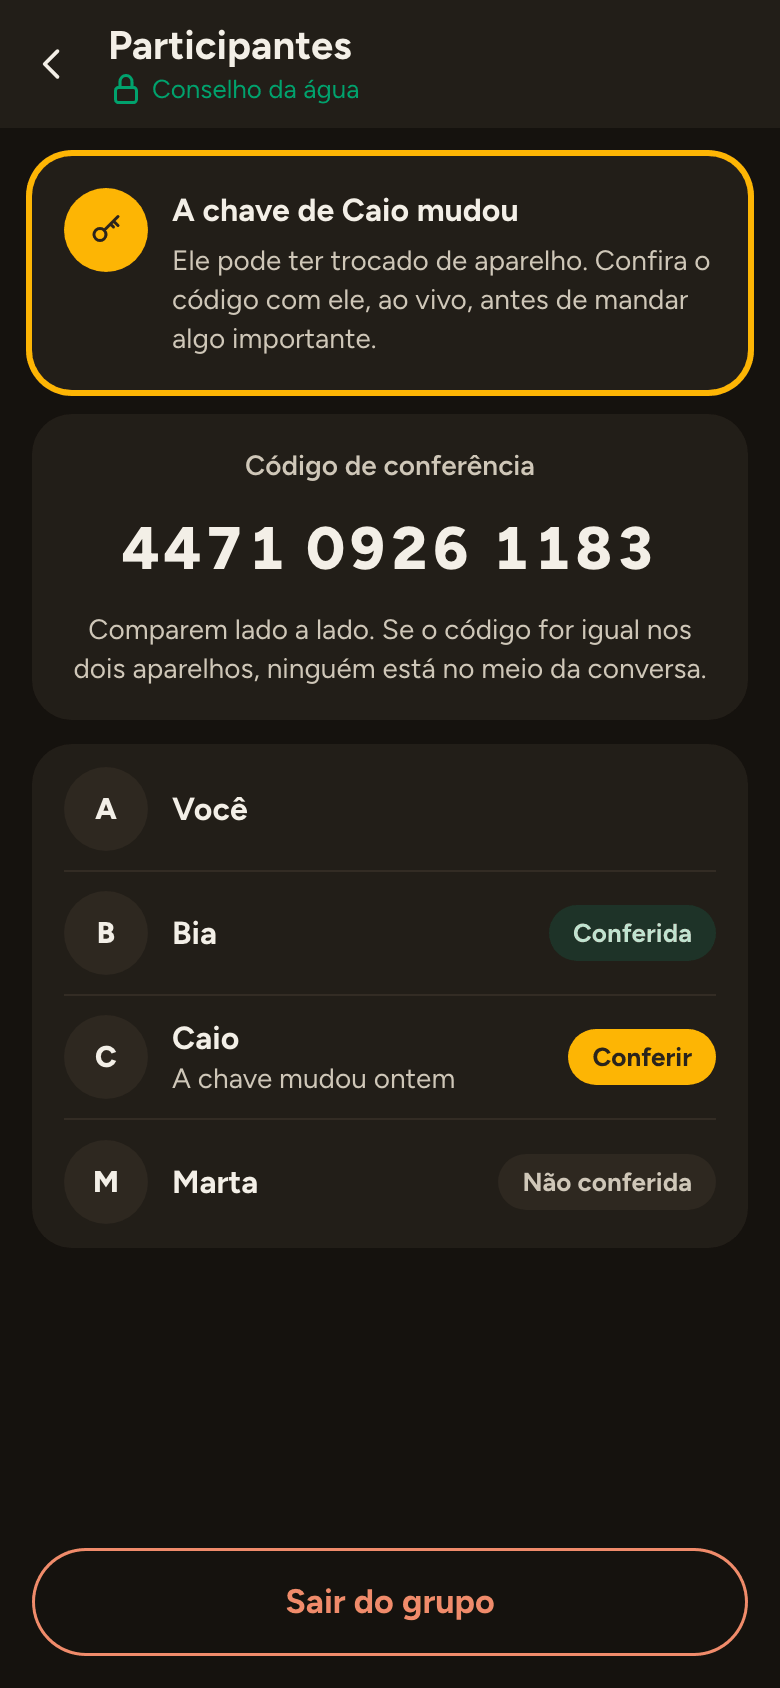 Participantes
Conselho da água
A chave de Caio mudou
Ele pode ter trocado de aparelho. Confira o
código com ele, ao vivo, antes de mandar
algo importante.
Código de conferência
4471 0926 1183
Comparem lado a lado. Se o código for igual nos
dois aparelhos, ninguém está no meio da conversa.
A
Você
B
Bia
Conferida
C
Caio
A chave mudou ontem
Conferir
M
Marta
Não conferida
Sair do grupo